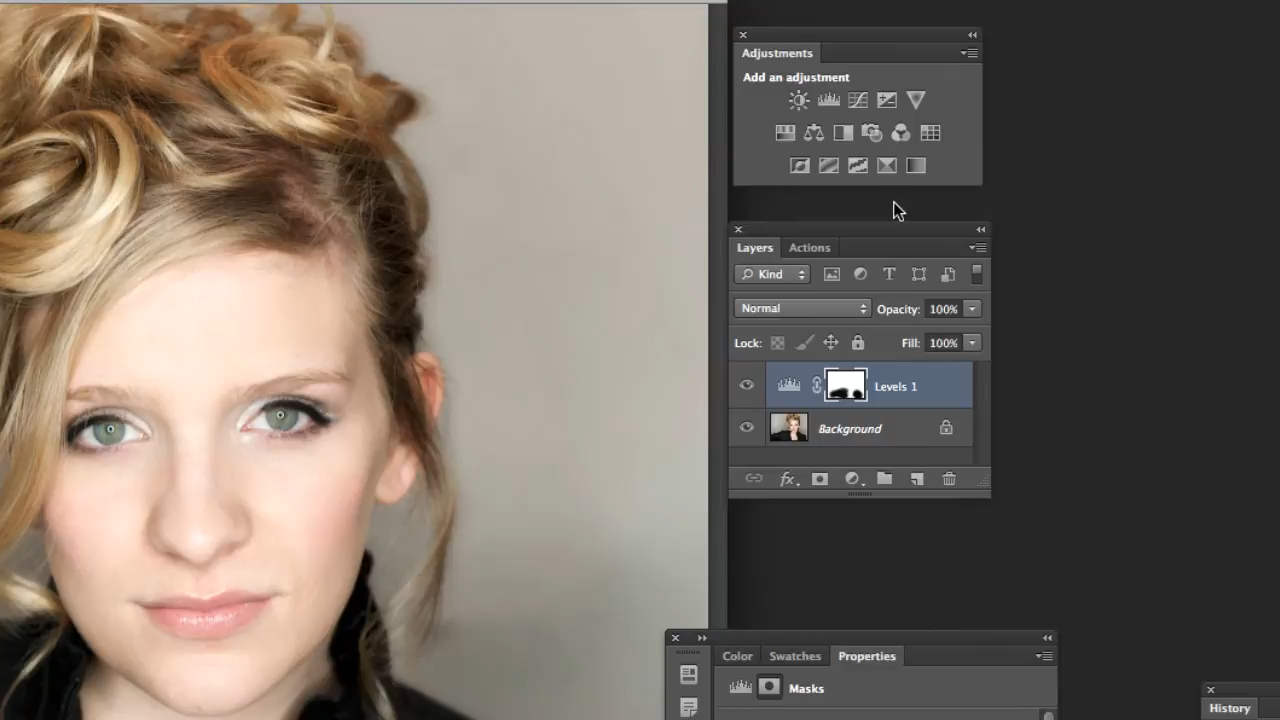 Adjustments
Add an adjustment
Layers Actions
Kind
Normal Opacity: 100%
Lock: Fill: 100%
Levels 1
Background
fx
Color Swatches Properties
Masks
History